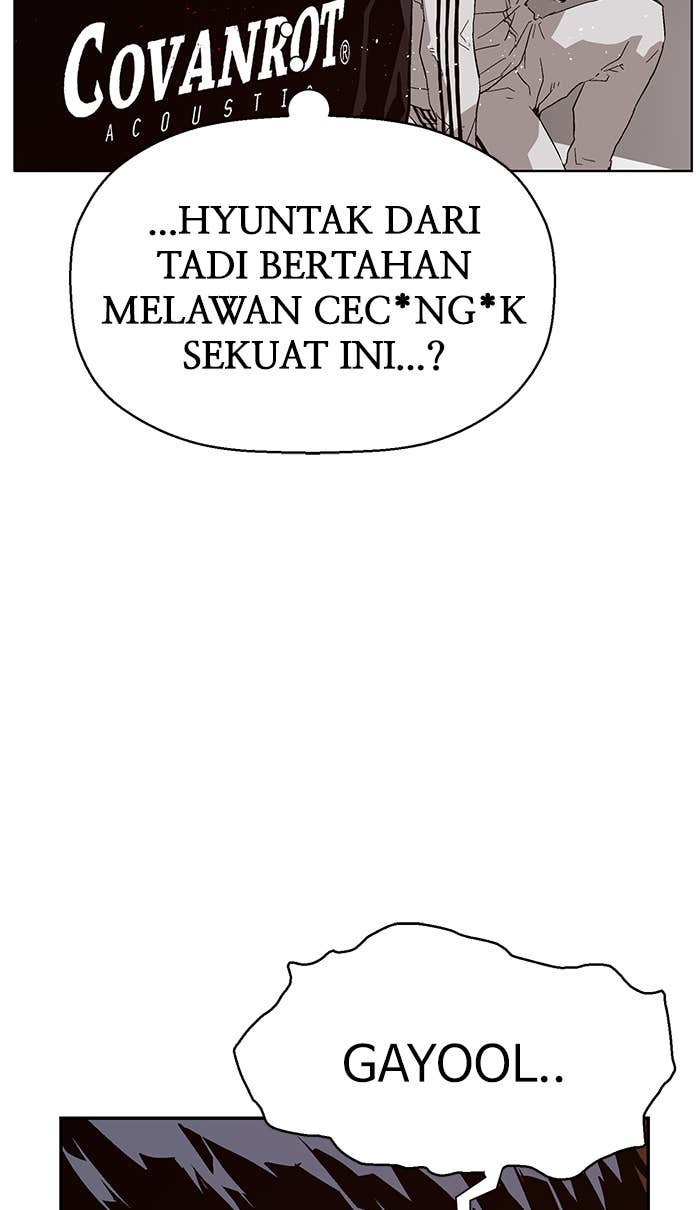 COVANROT®
ACOUSTI
...HYUNTAK DARI
TADI BERTAHAN
MELAWAN CEC*NG*K
SEKUAT INI...?
GAYOOL..